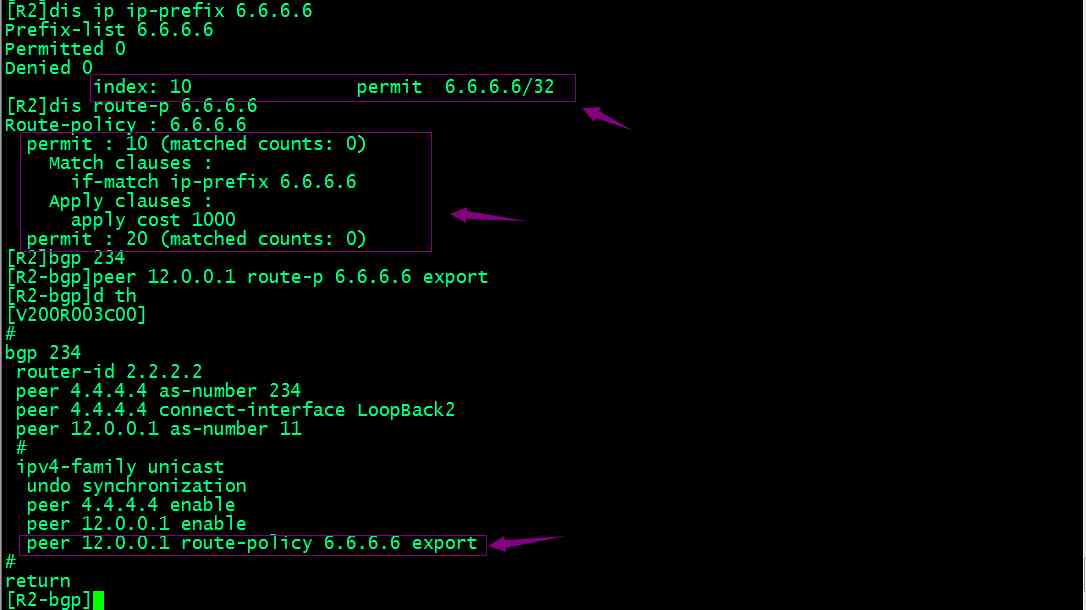 [R2]dis ip ip-prefix 6.6.6.6
Prefix-list 6.6.6.6
Permitted 0
Denied 0
index: 10 permit 6.6.6.6/32
[R2]dis route-p 6.6.6.6
Route-policy : 6.6.6.6
permit : 10 (matched counts: 0)
Match clauses :
if-match ip-prefix 6.6.6.6
Apply clauses :
apply cost 1000
permit : 20 (matched counts: 0)
[R2]bgp 234
[R2-bgp]peer 12.0.0.1 route-p 6.6.6.6 export
[R2-bgp]d th
[V200R003C00]
#
bgp 234
router-id 2.2.2.2
peer 4.4.4.4 as-number 234
peer 4.4.4.4 connect-interface LoopBack2
peer 12.0.0.1 as-number 11
#
ipv4-family unicast
undo synchronization
peer 4.4.4.4 enable
peer 12.0.0.1 enable
peer 12.0.0.1 route-policy 6.6.6.6 export
#
return
[R2-bgp]